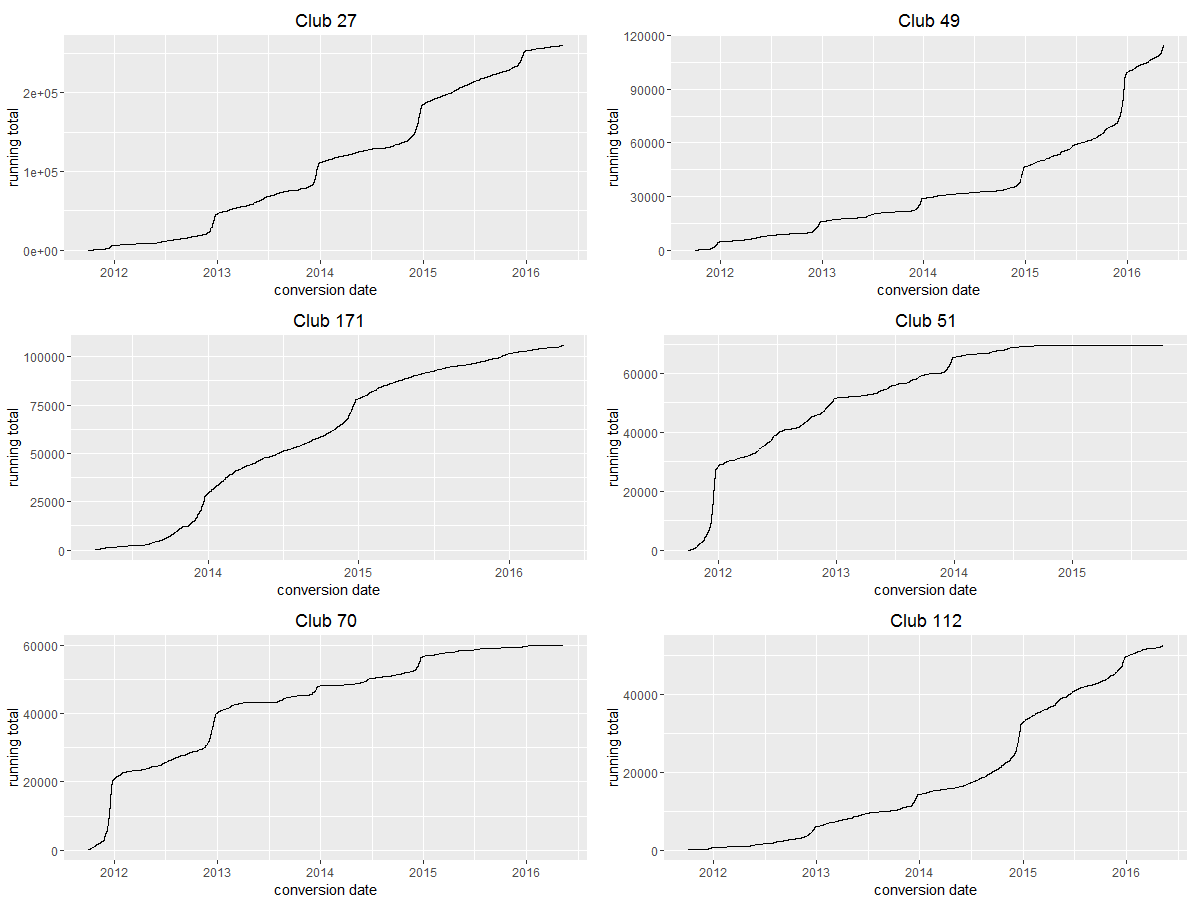 Club 27
running total
2e+05
1e+05
0e+00
2012 2013 2014 2015 2016
conversion date
Club 49
running total
120000
90000
60000
30000
0
2012 2013 2014 2015 2016
conversion date
Club 171
running total
100000
75000
50000
25000
0
2014 2015 2016
conversion date
Club 51
running total
60000
40000
20000
0
2012 2013 2014 2015
conversion date
Club 70
running total
60000
40000
20000
0
2012 2013 2014 2015 2016
conversion date
Club 112
running total
40000
20000
0
2012 2013 2014 2015 2016
conversion date